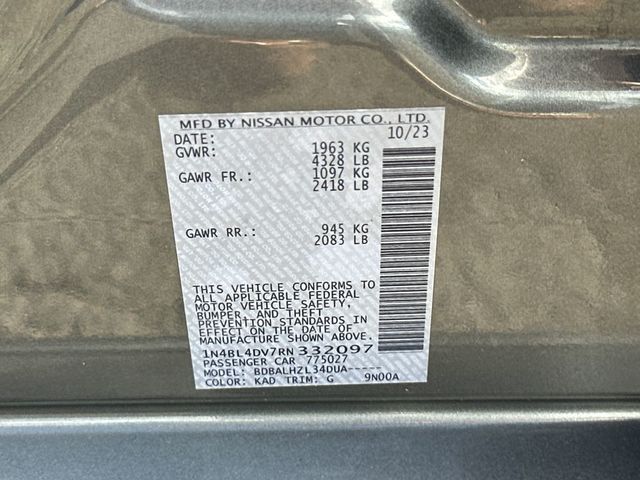 MFD BY NISSAN MOTOR CO., LTD.
DATE: 10/23
GVWR: 1963 KG
4328 LB
GAWR FR.: 1097 KG
2418 LB
GAWR RR.: 945 KG
2083 LB
THIS VEHICLE CONFORMS TO
ALL APPLICABLE FEDERAL
MOTOR VEHICLE SAFETY,
BUMPER, AND THEFT
PREVENTION STANDARDS IN
EFFECT ON THE DATE OF
MANUFACTURE SHOWN ABOVE.
1N4BL4DV7RN332097
PASSENGER CAR 775027
MODEL: BDBALHZL34DUA-----
COLOR: KAD TRIM: G 9N00A